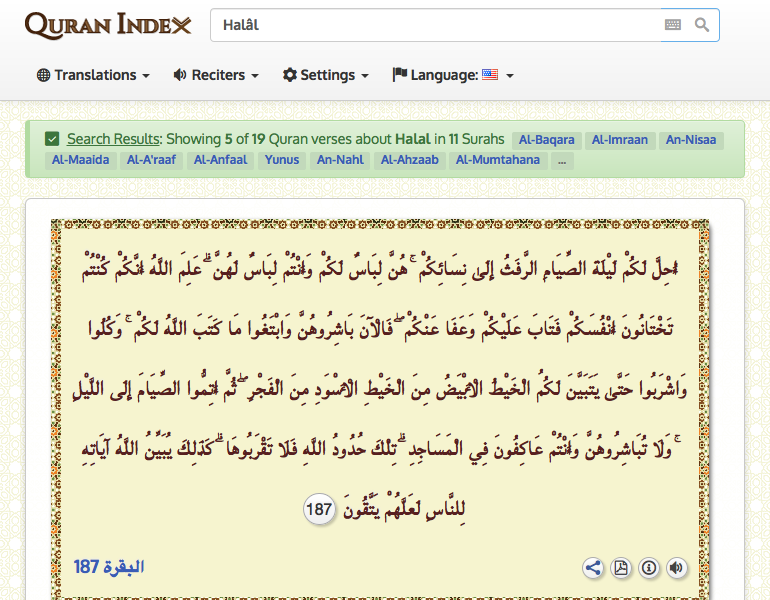 QURAN INDEX
Halâl
Translations
Reciters
Settings
Language:
Search Results: Showing 5 of 19 Quran verses about Halal in 11 Surahs Al-Baqara Al-Imraan An-Nisaa
Al-Maaida Al-A'raaf Al-Anfaal Yunus An-Nahl Al-Ahzaab Al-Mumtahana ...
أُحِلَّ لَكُمْ لَيْلَةَ الصِّيَامِ الرَّفَثُ إِلَىٰ نِسَائِكُمْ ۚ هُنَّ لِبَاسٌ لَكُمْ وَأَنْتُمْ لِبَاسٌ لَهُنَّ ۗ عَلِمَ اللَّهُ أَنَّكُمْ كُنْتُمْ
تَخْتَانُونَ أَنْفُسَكُمْ فَتَابَ عَلَيْكُمْ وَعَفَا عَنْكُمْ ۖ فَالْآنَ بَاشِرُوهُنَّ وَابْتَغُوا مَا كَتَبَ اللَّهُ لَكُمْ ۚ وَكُلُوا
وَاشْرَبُوا حَتَّىٰ يَتَبَيَّنَ لَكُمُ الْخَيْطُ الْأَبْيَضُ مِنَ الْخَيْطِ الْأَسْوَدِ مِنَ الْفَجْرِ ۖ ثُمَّ أَتِمُّوا الصِّيَامَ إِلَى اللَّيْلِ
ۚ وَلَا تُبَاشِرُوهُنَّ وَأَنْتُمْ عَاكِفُونَ فِي الْمَسَاجِدِ ۗ تِلْكَ حُدُودُ اللَّهِ فَلَا تَقْرَبُوهَا ۗ كَذَٰلِكَ يُبَيِّنُ اللَّهُ آيَاتِهِ
لِلنَّاسِ لَعَلَّهُمْ يَتَّقُونَ 187
البقرة 187